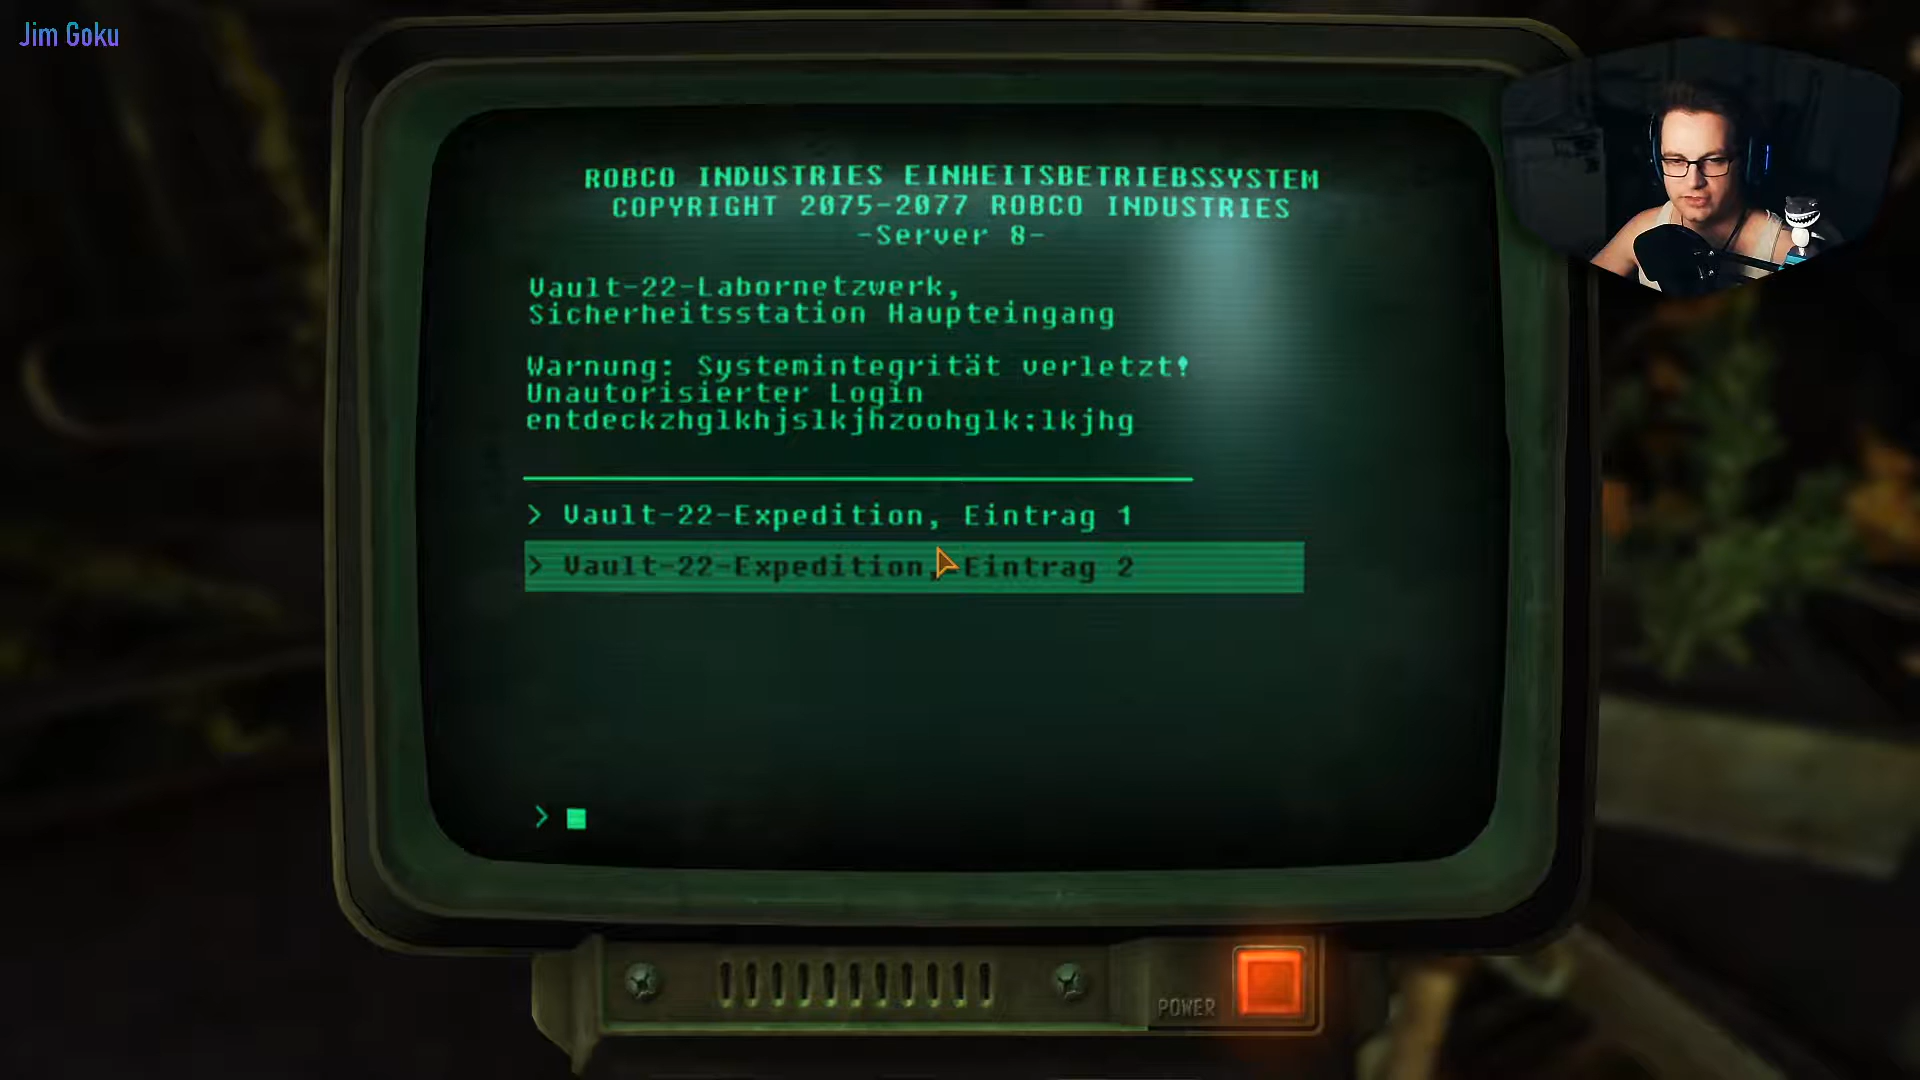 Jim Goku
ROBCO INDUSTRIES EINHEITSBETRIEBSSYSTEM
COPYRIGHT 2075-2077 ROBCO INDUSTRIES
-Server 8-
Vault-22-Labornetzwerk,
Sicherheitsstation Haupteingang
Warnung: Systemintegrität verletzt!
Unautorisierter Login
entdeckzhglkhjslkjhzoohglk:lkjhg
> Vault-22-Expedition, Eintrag 1
> Vault-22-Expedition, Eintrag 2
>
POWER